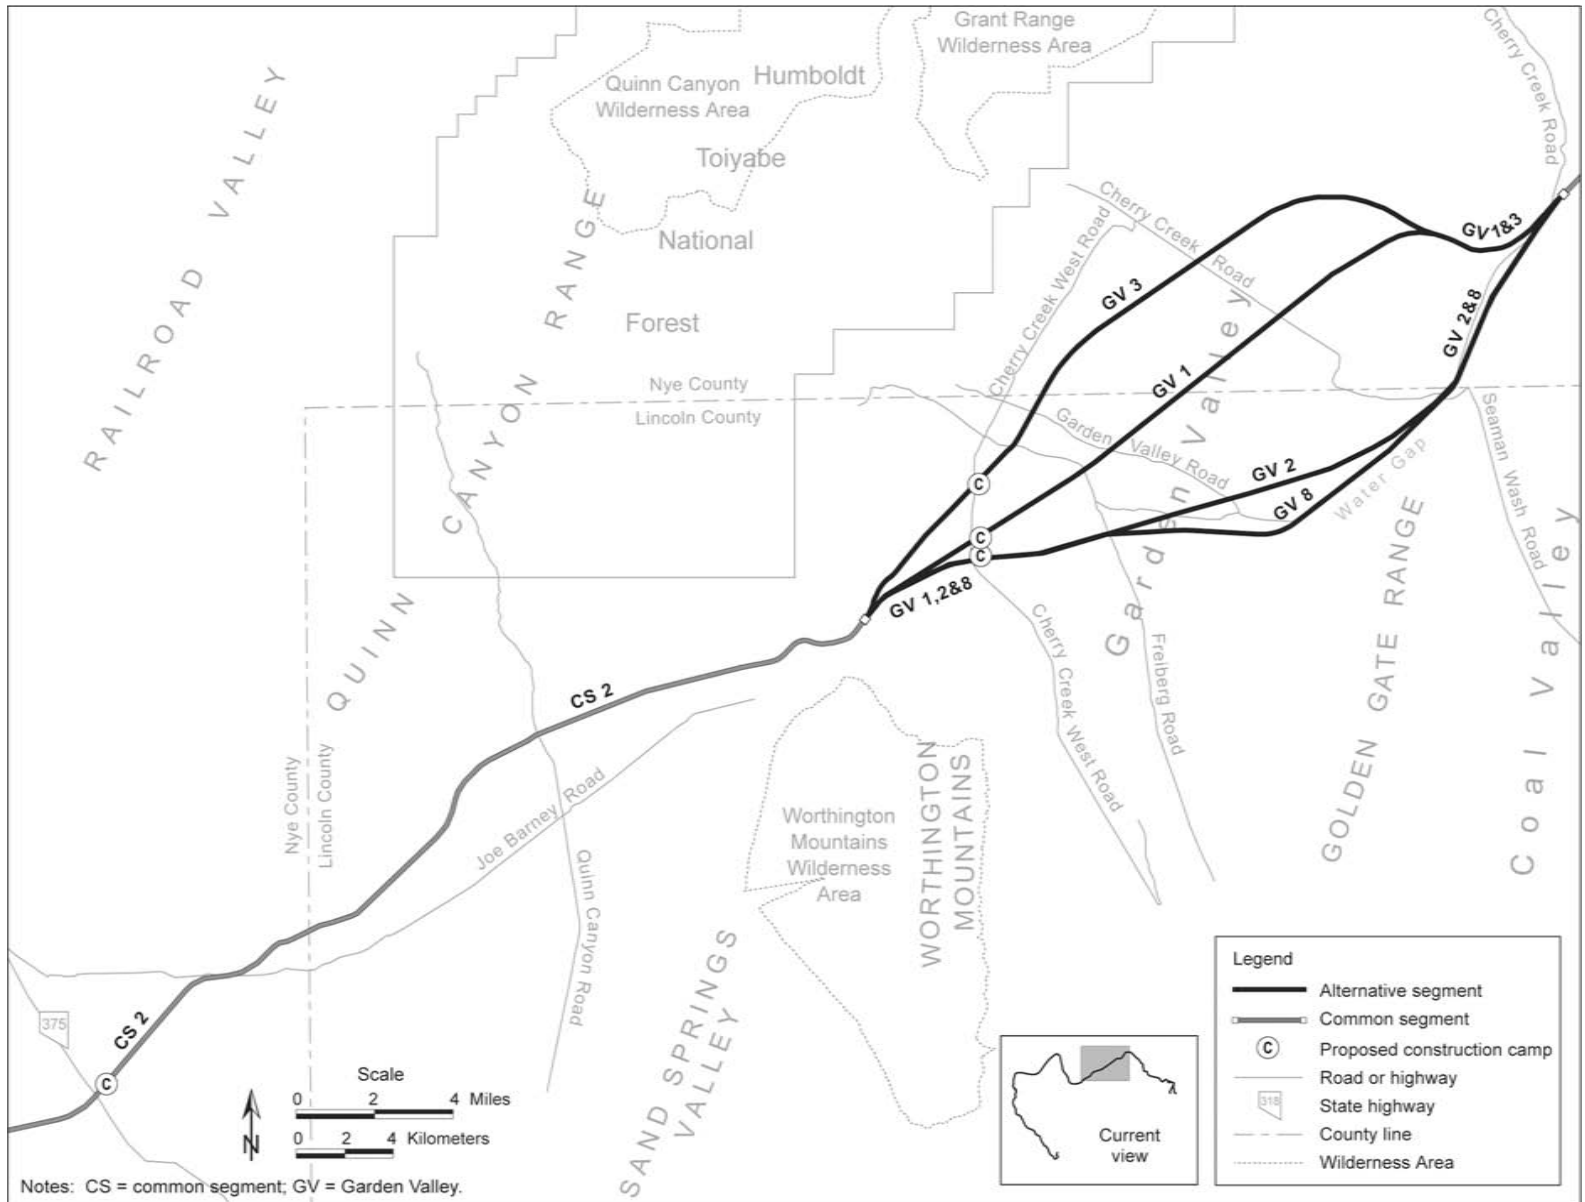 Grant Range
Wilderness Area
Cherry Creek Road
RAILROAD VALLEY
Quinn Canyon
Wilderness Area
Humboldt
Toiyabe
National
Forest
QUINN CANYON RANGE
Cherry Creek Road
Cherry Creek West Road
GV 1&3
GV 3
GV 2&8
GV 1
Nye County
Lincoln County
Garden Valley Road
Garden Valley
GV 2
GV 8
Water Gap
Seaman Wash Road
C
C
C
GV 1,2&8
Cherry Creek West Road
Freiberg Road
GOLDEN GATE RANGE
Coal Valley
CS 2
Nye County
Lincoln County
Joe Barney Road
Quinn Canyon Road
Worthington
Mountains
Wilderness
Area
WORTHINGTON
MOUNTAINS
SAND SPRINGS
VALLEY
375
CS 2
C
Scale
0 2 4 Miles
0 2 4 Kilometers
N
Current
view
Legend
Alternative segment
Common segment
C Proposed construction camp
Road or highway
318 State highway
County line
Wilderness Area
Notes: CS = common segment; GV = Garden Valley.